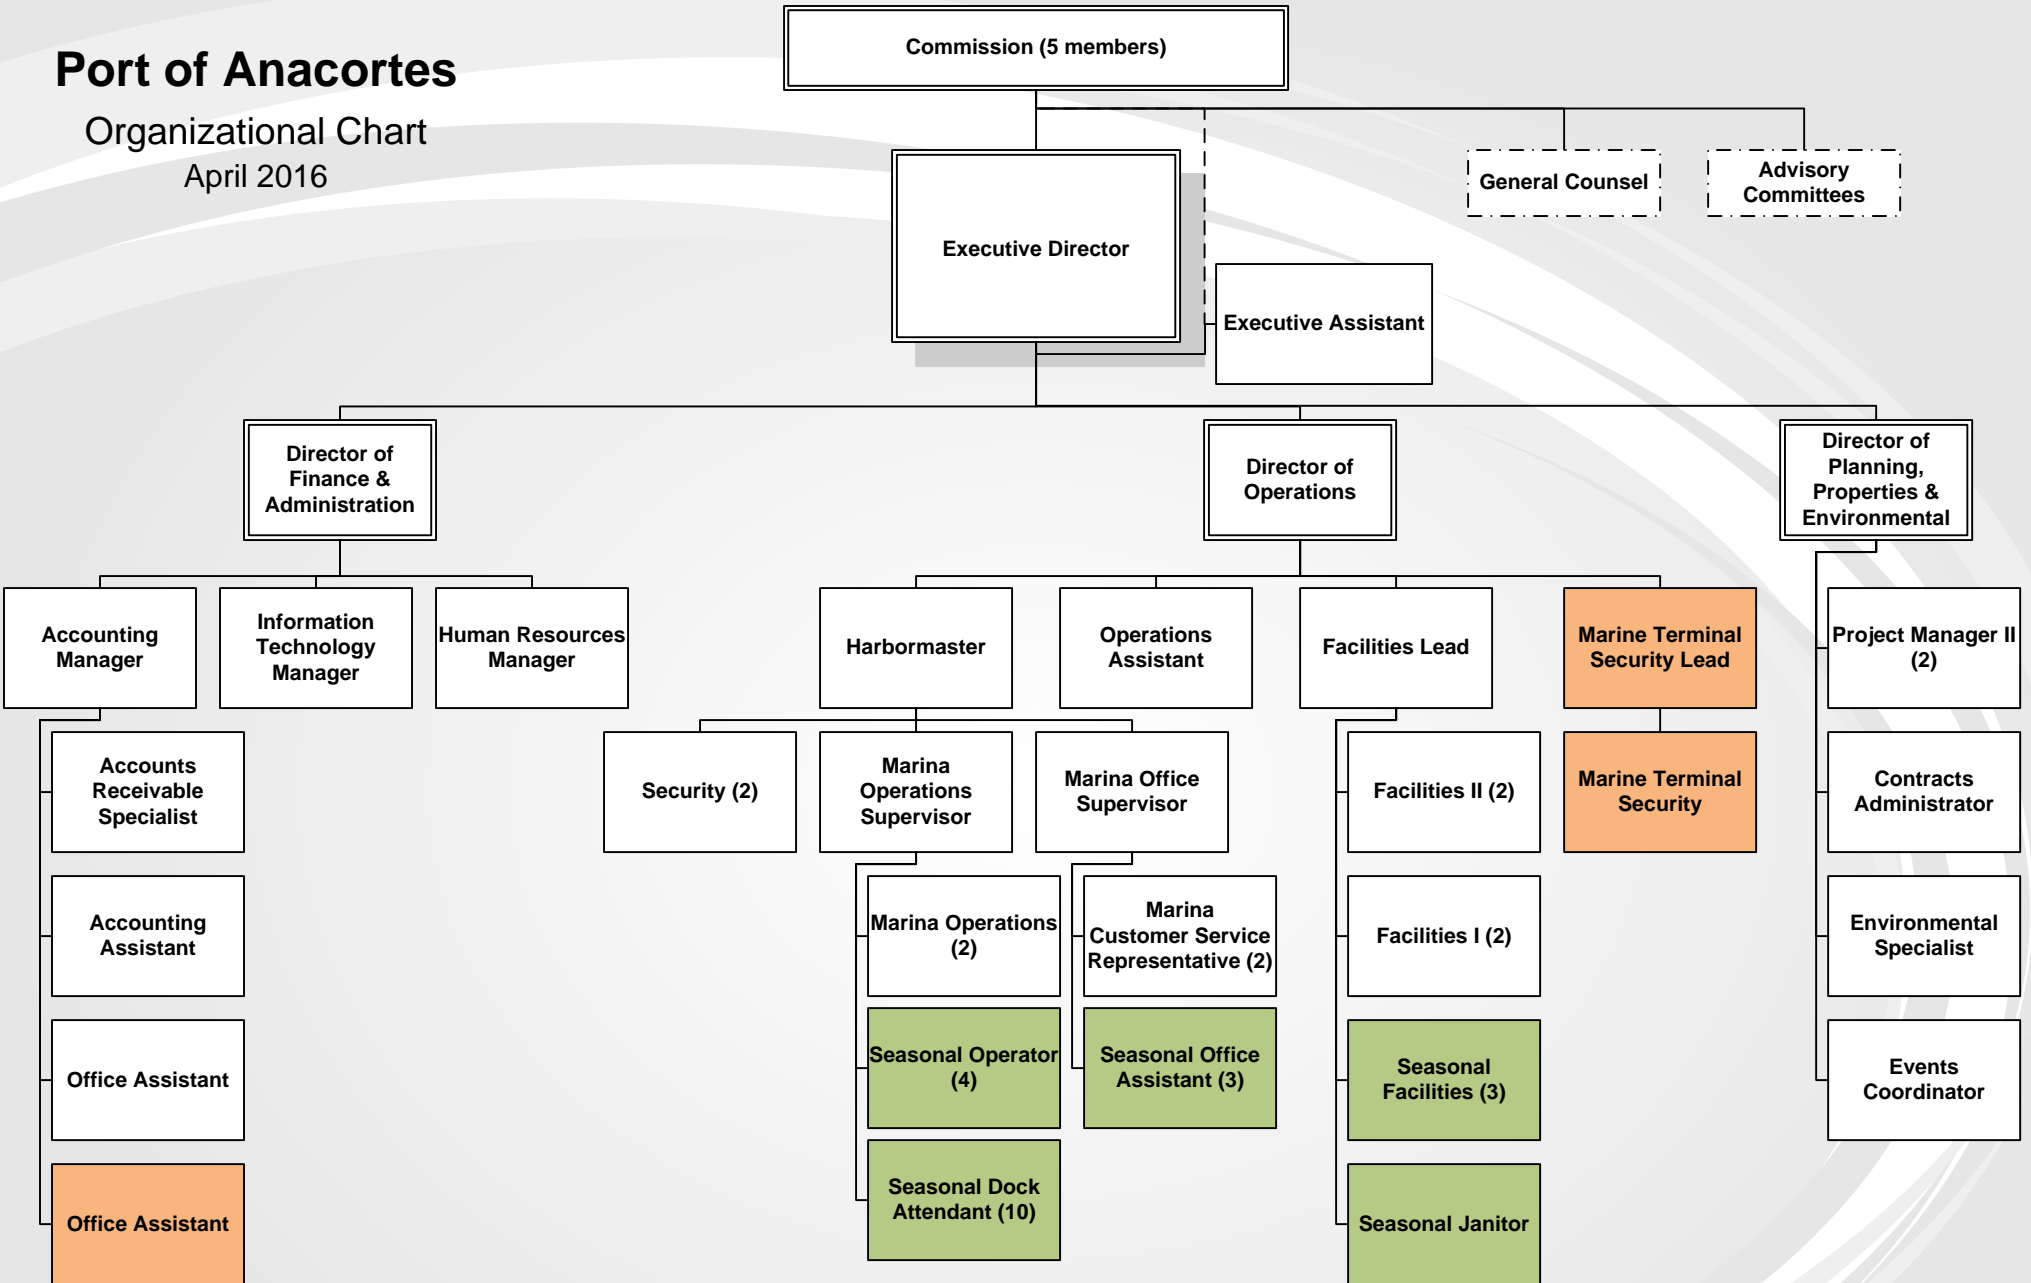 Port of Anacortes
Organizational Chart
April 2016
Commission (5 members)
General Counsel
Advisory
Committees
Executive Director
Executive Assistant
Director of
Finance &
Administration
Director of
Operations
Director of
Planning,
Properties &
Environmental
Accounting
Manager
Information
Technology
Manager
Human Resources
Manager
Harbormaster
Operations
Assistant
Facilities Lead
Marine Terminal
Security Lead
Project Manager II
(2)
Accounts
Receivable
Specialist
Security (2)
Marina
Operations
Supervisor
Marina Office
Supervisor
Facilities II (2)
Marine Terminal
Security
Contracts
Administrator
Accounting
Assistant
Marina Operations
(2)
Marina
Customer Service
Representative (2)
Facilities I (2)
Environmental
Specialist
Office Assistant
Seasonal Operator
(4)
Seasonal Office
Assistant (3)
Seasonal
Facilities (3)
Events
Coordinator
Office Assistant
Seasonal Dock
Attendant (10)
Seasonal Janitor